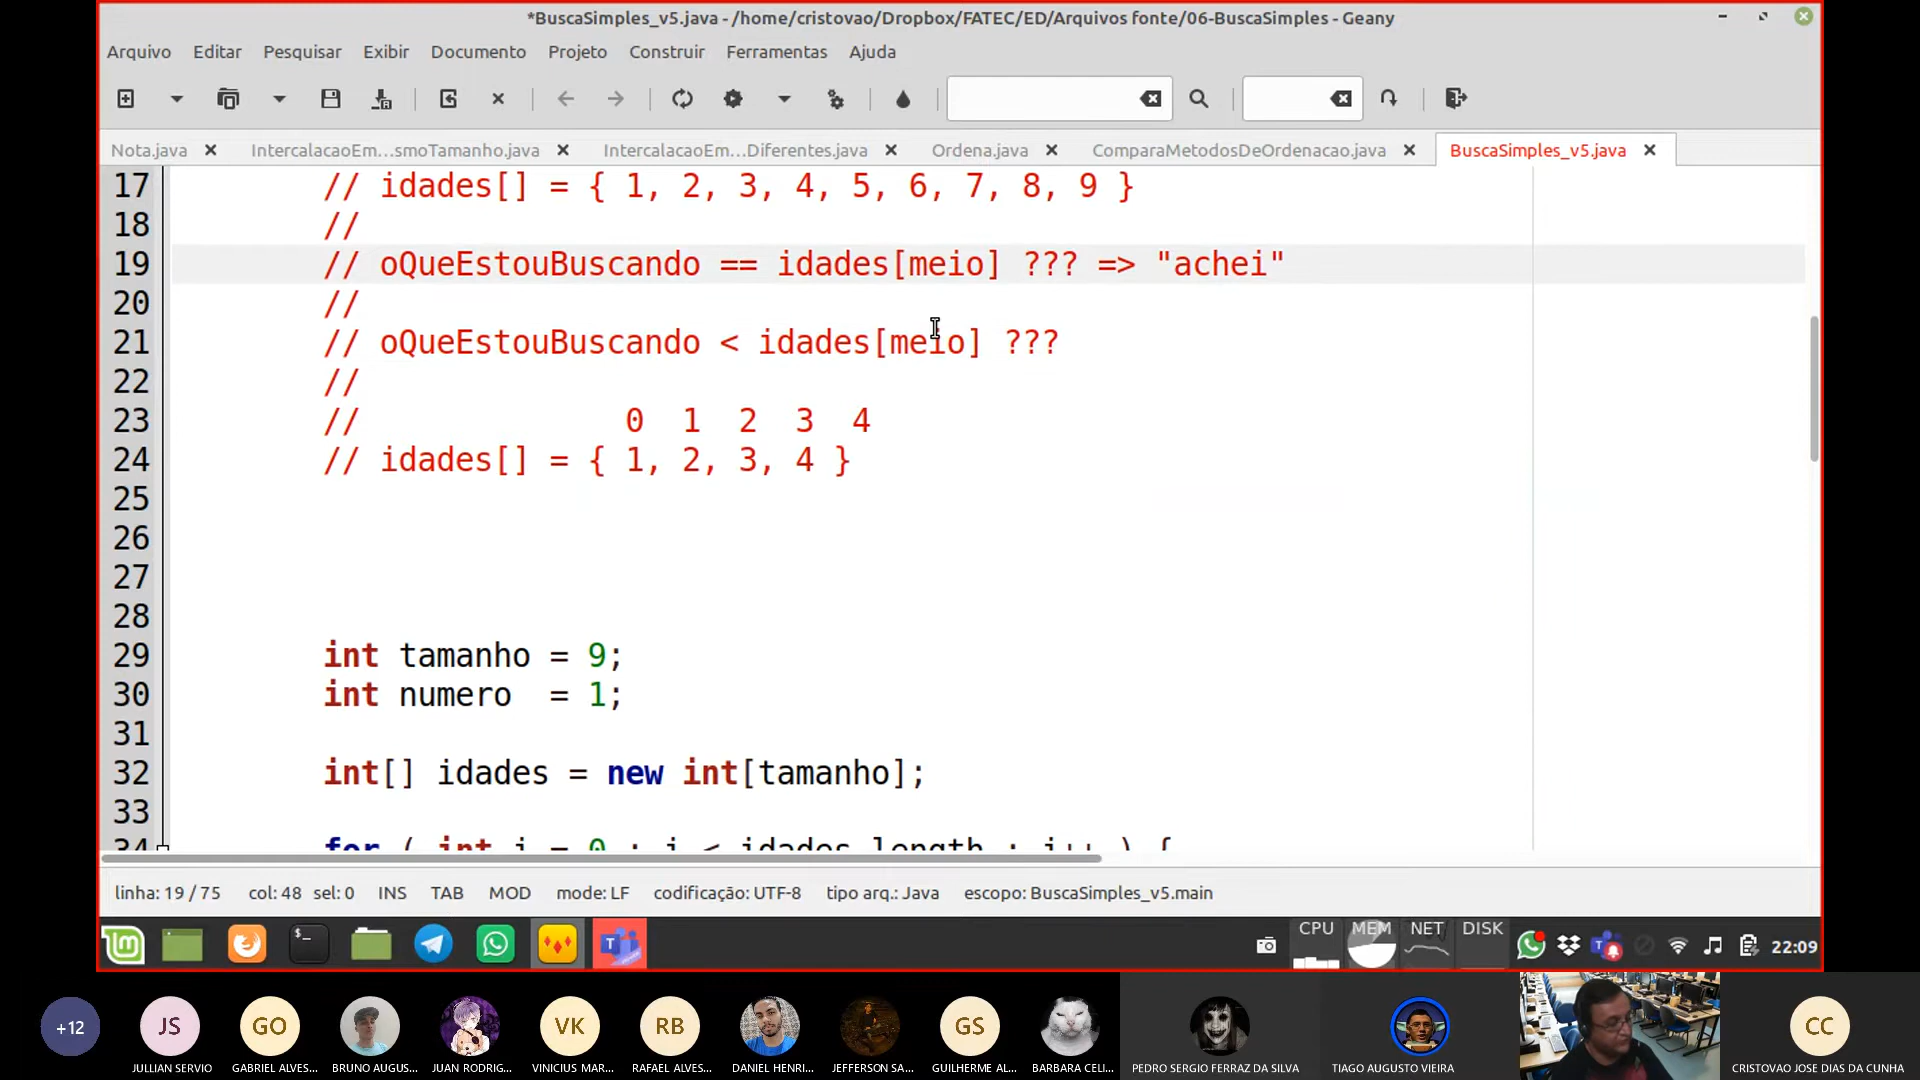 *BuscaSimples_v5.java - /home/cristovao/Dropbox/FATEC/ED/Arquivos fonte/06-BuscaSimples - Geany
Arquivo Editar Pesquisar Exibir Documento Projeto Construir Ferramentas Ajuda
Nota.java IntercalacaoEm...smoTamanho.java IntercalacaoEm...Diferentes.java Ordena.java ComparaMetodosDeOrdenacao.java BuscaSimples_v5.java
17 // idades[] = { 1, 2, 3, 4, 5, 6, 7, 8, 9 }
18 //
19 // oQueEstouBuscando == idades[meio] ??? => "achei"
20 //
21 // oQueEstouBuscando < idades[meio] ???
22 //
23 // 0 1 2 3 4
24 // idades[] = { 1, 2, 3, 4 }
25
26
27
28
29 int tamanho = 9;
30 int numero = 1;
31
32 int[] idades = new int[tamanho];
33
34 for ( int i = 0 ; i < idades.length ; i++ ) {
linha: 19 / 75 col: 48 sel: 0 INS TAB MOD mode: LF codificação: UTF-8 tipo arq.: Java escopo: BuscaSimples_v5.main
CPU MEM NET DISK 22:09
+12 JS GO VK RB GS CC
JULLIAN SERVIO GABRIEL ALVES... BRUNO AUGUS... JUAN RODRIG... VINICIUS MAR... RAFAEL ALVES... DANIEL HENRI... JEFFERSON SA... GUILHERME AL... BARBARA CELI... PEDRO SERGIO FERRAZ DA SILVA TIAGO AUGUSTO VIEIRA CRISTOVAO JOSE DIAS DA CUNHA